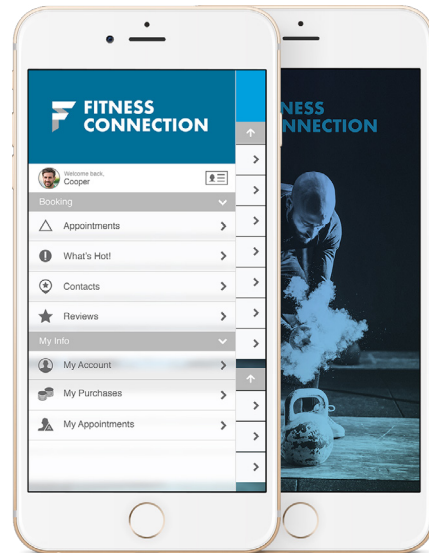 FITNESS
CONNECTION
NESS
NNECTION
Welcome back,
Cooper
Booking
Appointments
What's Hot!
Contacts
Reviews
My Info
My Account
My Purchases
My Appointments